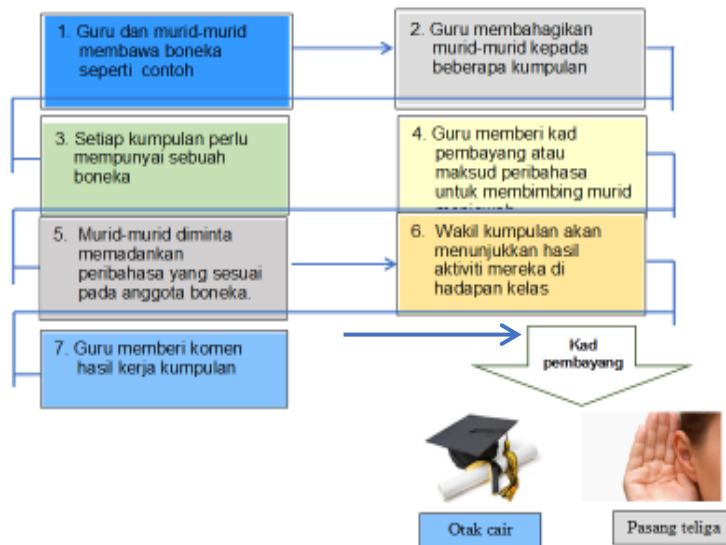 1. Guru dan murid-murid
membawa boneka
seperti contoh
2. Guru membahagikan
murid-murid kepada
beberapa kumpulan
3. Setiap kumpulan perlu
mempunyai sebuah
boneka
4. Guru memberi kad
pembayang atau
maksud peribahasa
untuk membimbing murid
5. Murid-murid diminta
memadankan
peribahasa yang sesuai
pada anggota boneka.
6. Wakil kumpulan akan
menunjukkan hasil
aktiviti mereka di
hadapan kelas
7. Guru memberi komen
hasil kerja kumpulan
Kad
pembayang
Otak cair
Pasang teliga